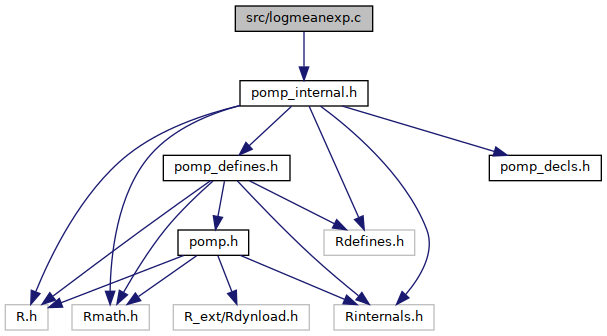 src/logmeanexp.c
pomp_internal.h
pomp_defines.h
pomp_decls.h
pomp.h
Rdefines.h
R.h
Rmath.h
R_ext/Rdynload.h
Rinternals.h